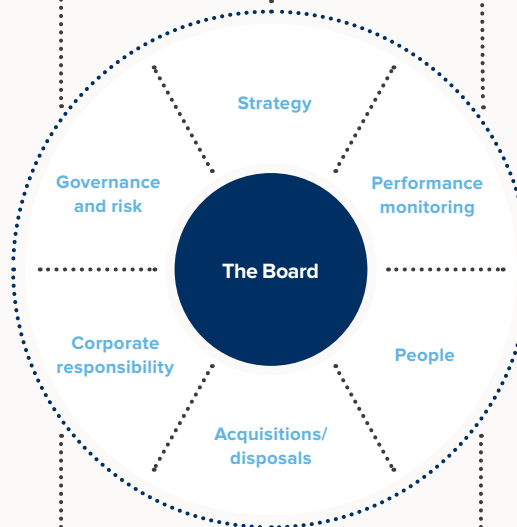 Strategy
Governance
and risk
Performance
monitoring
The Board
Corporate
responsibility
People
Acquisitions/
disposals